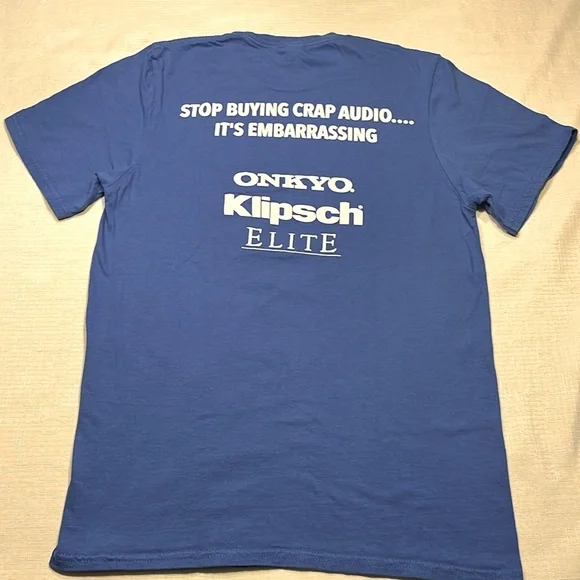 STOP BUYING CRAP AUDIO....
IT'S EMBARRASSING
ONKYO.
Klipsch®
ELITE